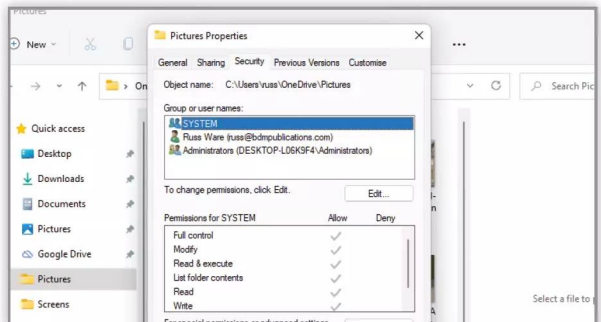 Pictures
New
Pictures Properties
General Sharing Security Previous Versions Customise
Object name: C:\Users\russ\OneDrive\Pictures
Search Pic
Group or user names:
SYSTEM
Russ Ware (russ@bdmpublications.com)
Administrators (DESKTOP-L06K9F4\Administrators)
Quick access
Desktop
Downloads
Documents
Pictures
Google Drive
Pictures
Screens
To change permissions, click Edit.
Edit...
Permissions for SYSTEM Allow Deny
Full control
Modify
Read & execute
List folder contents
Read
Write
Select a file to